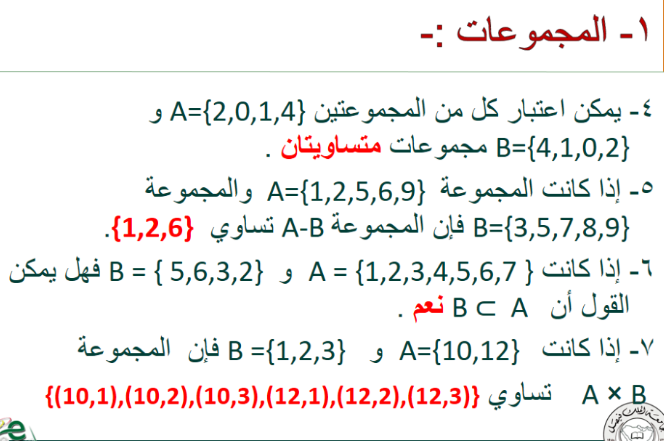 ١- المجموعات :-
٤- يمكن اعتبار كل من المجموعتين A={2,0,1,4} و
B={4,1,0,2} مجموعات متساويتان .
٥- إذا كانت المجموعة A={1,2,5,6,9} والمجموعة
B={3,5,7,8,9} فإن المجموعة A-B تساوي {1,2,6}.
٦- إذا كانت A = {1,2,3,4,5,6,7 } و B = { 5,6,3,2} فهل يمكن
القول أن B ⊂ A نعم .
٧- إذا كانت A={10,12} و B ={1,2,3} فإن المجموعة
A × B تساوي {(10,1),(10,2),(10,3),(12,1),(12,2),(12,3)}